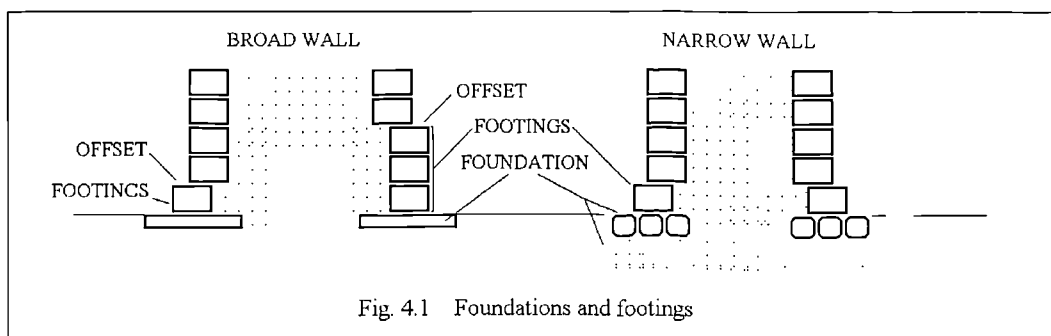 BROAD WALL
NARROW WALL
OFFSET
FOOTINGS
FOUNDATION
OFFSET
FOOTINCS
Fig. 4.1 Foundations and footings